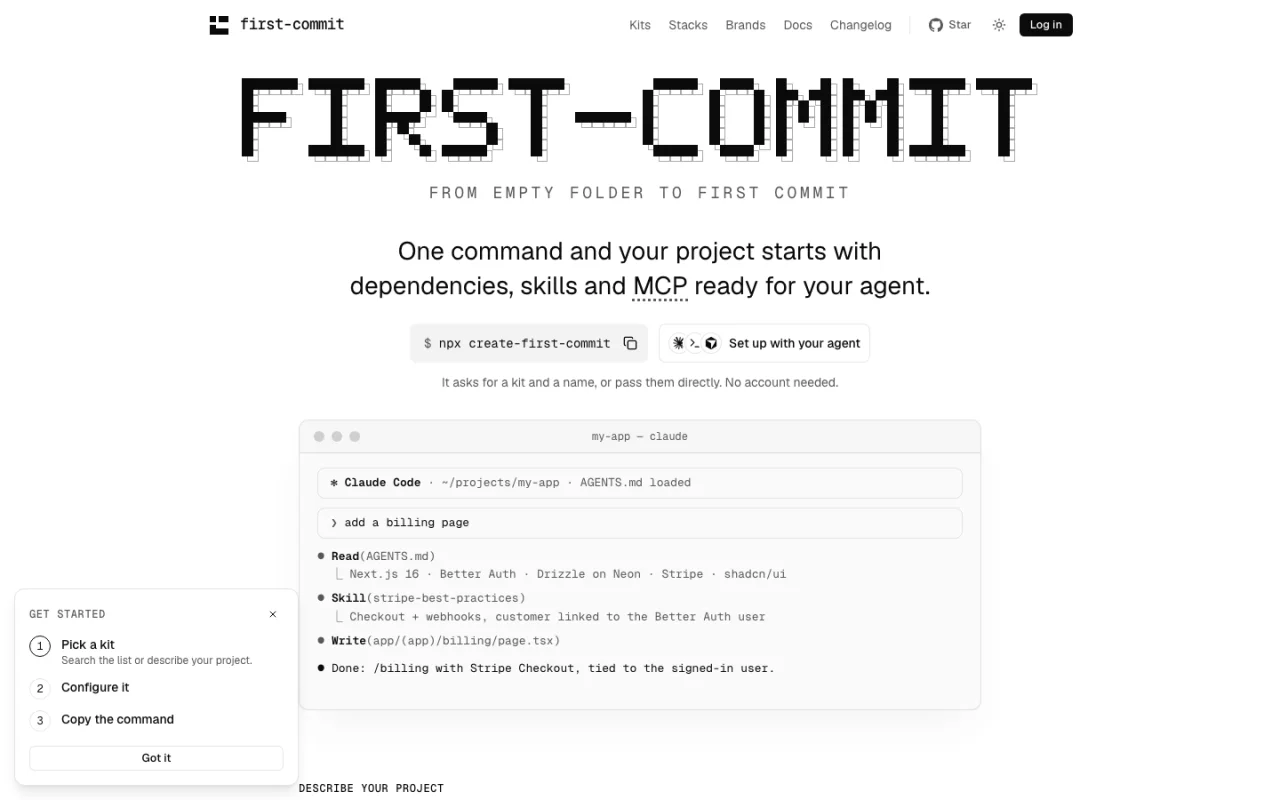 first-commit
Kits Stacks Brands Docs Changelog Star Log in
FIRST-COMMIT
FROM EMPTY FOLDER TO FIRST COMMIT
One command and your project starts with
dependencies, skills and MCP ready for your agent.
$ npx create-first-commit
Set up with your agent
It asks for a kit and a name, or pass them directly. No account needed.
my-app — claude
✻ Claude Code · ~/projects/my-app · AGENTS.md loaded
❯ add a billing page
● Read(AGENTS.md)
⎿ Next.js 16 · Better Auth · Drizzle on Neon · Stripe · shadcn/ui
● Skill(stripe-best-practices)
⎿ Checkout + webhooks, customer linked to the Better Auth user
● Write(app/(app)/billing/page.tsx)
● Done: /billing with Stripe Checkout, tied to the signed-in user.
GET STARTED
1 Pick a kit
Search the list or describe your project.
2 Configure it
3 Copy the command
Got it
DESCRIBE YOUR PROJECT